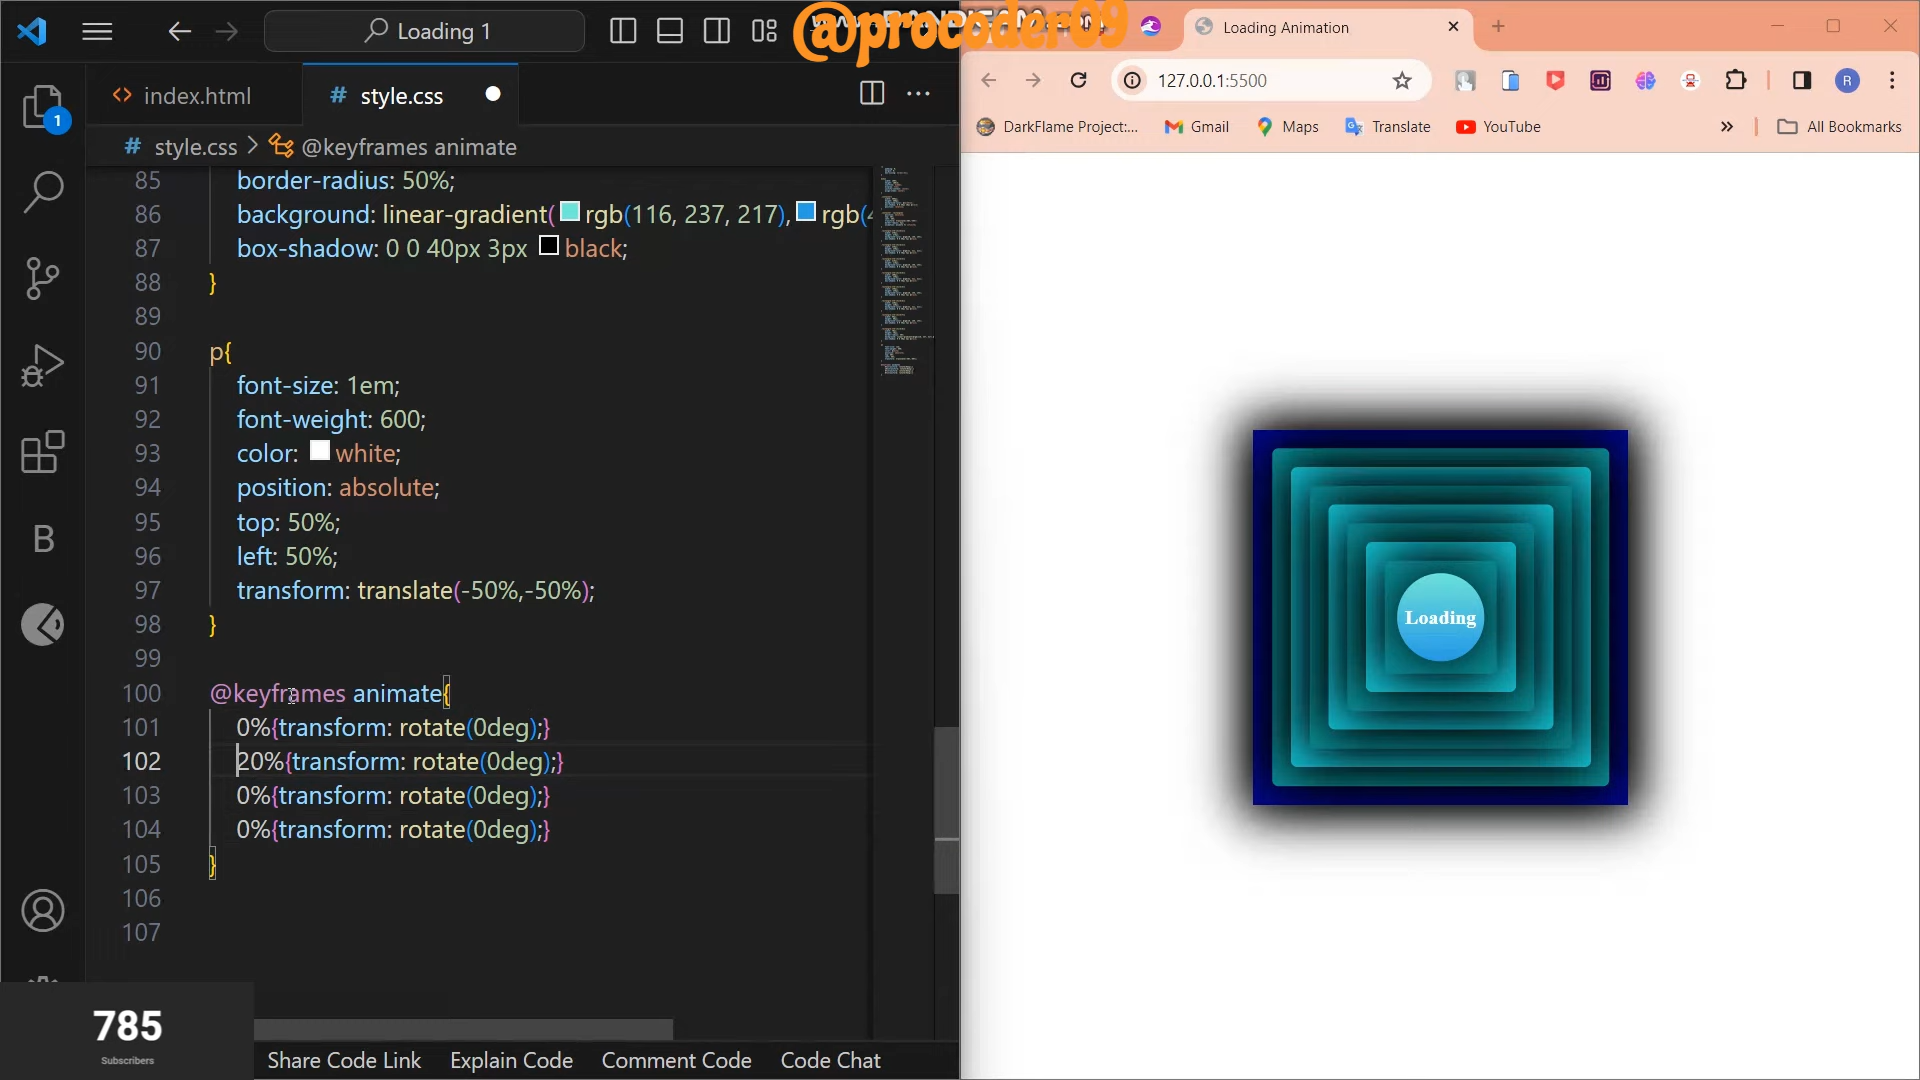 Loading 1
@procoder09
index.html
# style.css
# style.css > @keyframes animate
85 border-radius: 50%;
86 background: linear-gradient( rgb(116, 237, 217), rgb(4
87 box-shadow: 0 0 40px 3px black;
88 }
89
90 p{
91 font-size: 1em;
92 font-weight: 600;
93 color: white;
94 position: absolute;
95 top: 50%;
96 left: 50%;
97 transform: translate(-50%,-50%);
98 }
99
100 @keyframes animate{
101 0%{transform: rotate(0deg);}
102 20%{transform: rotate(0deg);}
103 0%{transform: rotate(0deg);}
104 0%{transform: rotate(0deg);}
105 }
106
107
1
B
785
Subscribers
Share Code Link Explain Code Comment Code Code Chat
Loading Animation
127.0.0.1:5500
R
DarkFlame Project:... Gmail Maps Translate YouTube » All Bookmarks
Loading